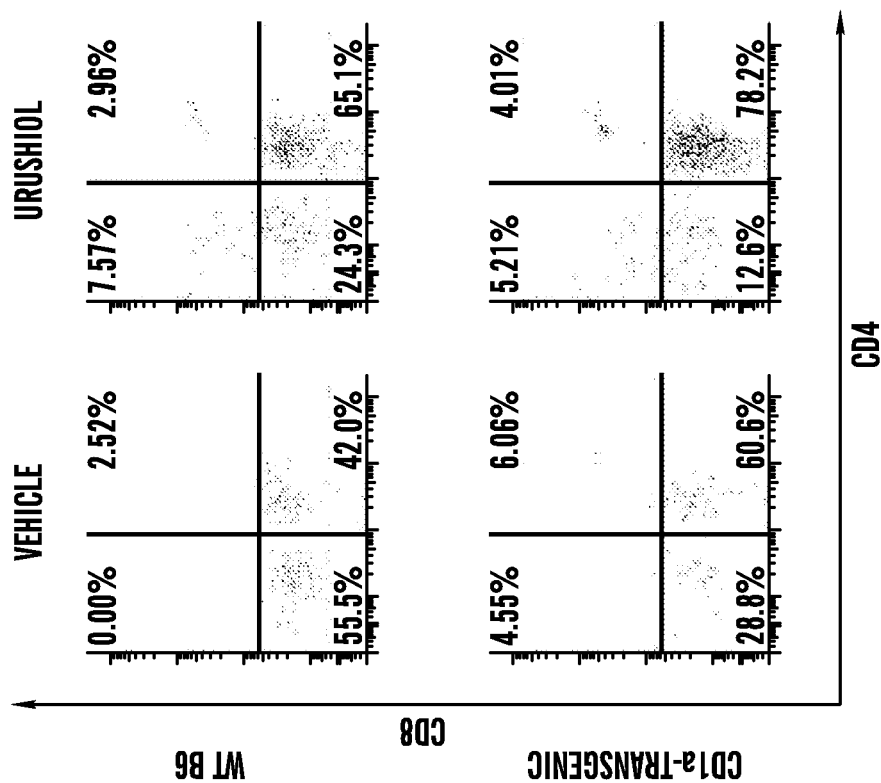 VEHICLE
URUSHIOL
WT B6
0.00%
2.52%
55.5%
42.0%
7.57%
2.96%
24.3%
65.1%
CD1a-TRANSGENIC
4.55%
6.06%
28.8%
60.6%
5.21%
4.01%
12.6%
78.2%
CD8
CD4